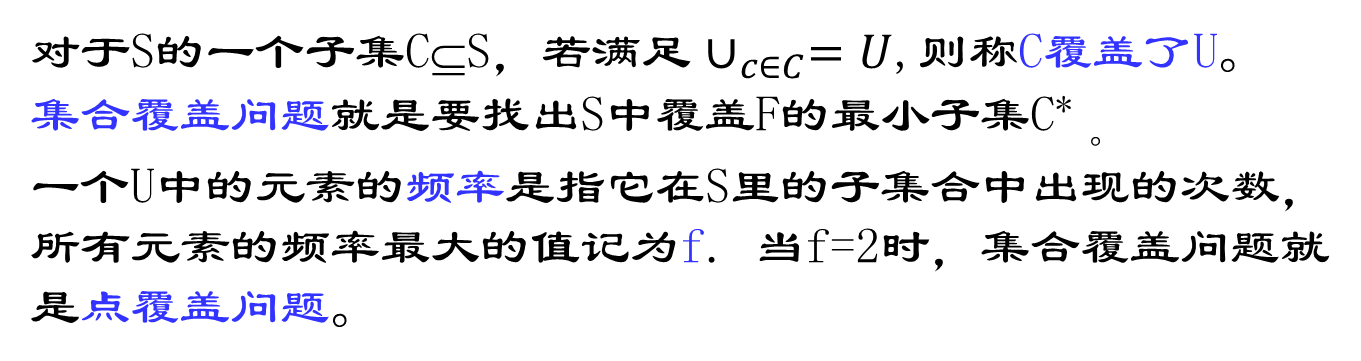 对于S的一个子集C⊆S，若满足 ∪c∈C = U, 则称C覆盖了U。
集合覆盖问题就是要找出S中覆盖F的最小子集C* 。
一个U中的元素的频率是指它在S里的子集合中出现的次数，
所有元素的频率最大的值记为f. 当f=2时，集合覆盖问题就
是点覆盖问题。